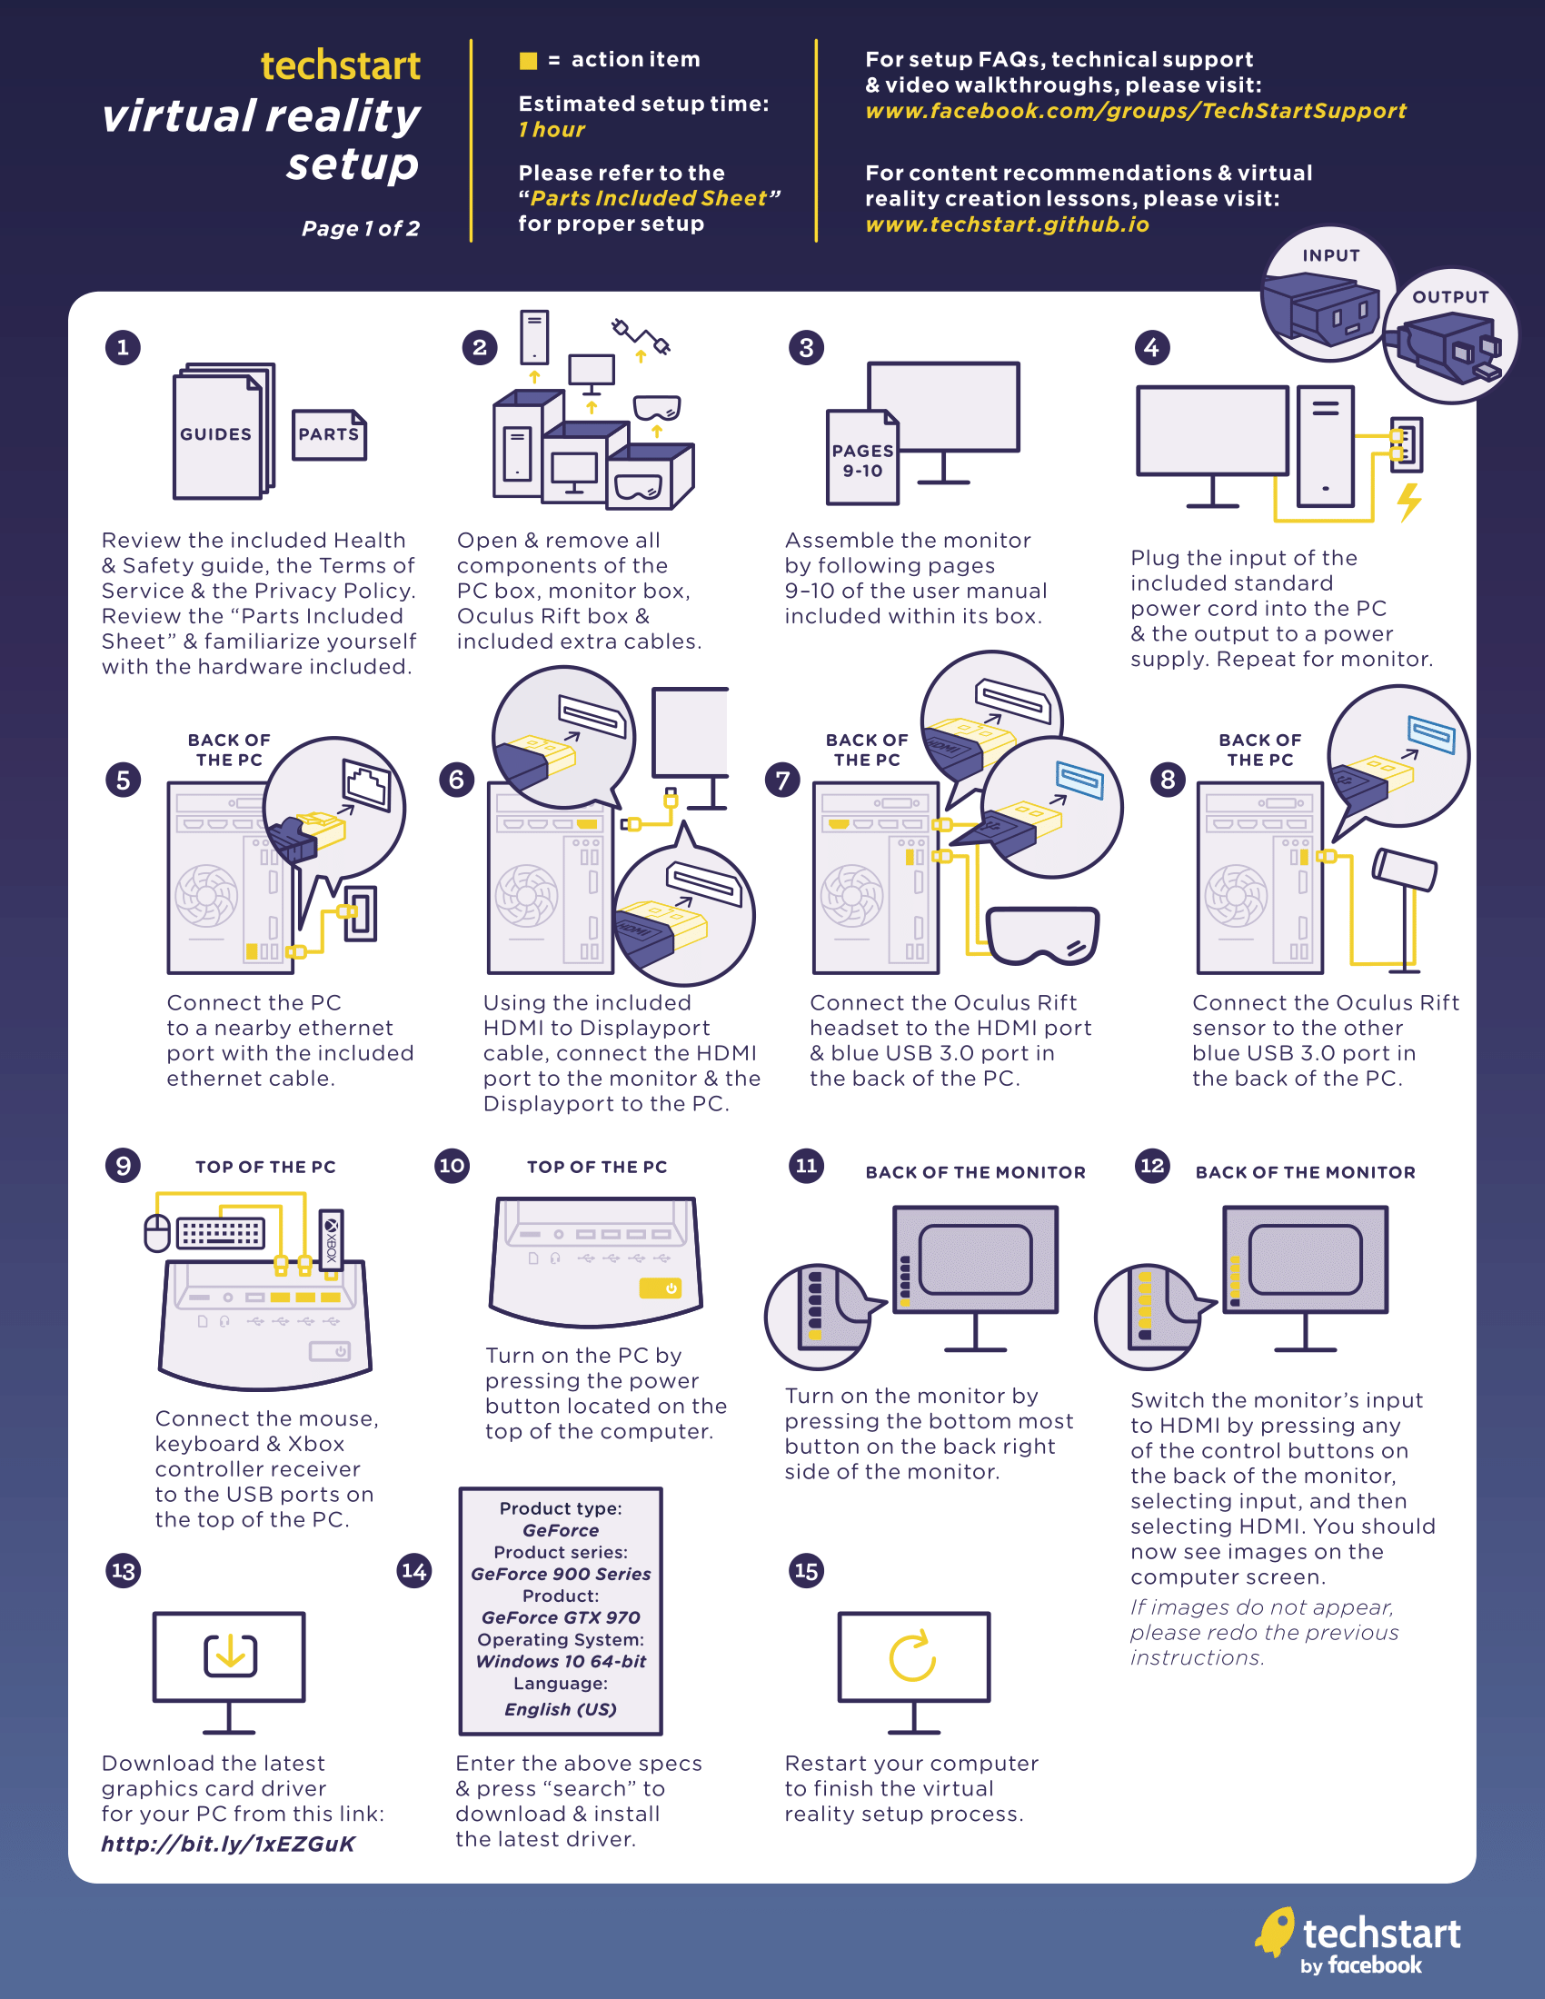 techstart
virtual reality
setup
Page 1 of 2
= action item
Estimated setup time:
1 hour
Please refer to the
“Parts Included Sheet”
for proper setup
For setup FAQs, technical support
& video walkthroughs, please visit:
www.facebook.com/groups/TechStartSupport
For content recommendations & virtual
reality creation lessons, please visit:
www.techstart.github.io
INPUT
OUTPUT
1
GUIDES
PARTS
Review the included Health
& Safety guide, the Terms of
Service & the Privacy Policy.
Review the “Parts Included
Sheet” & familiarize yourself
with the hardware included.
2
Open & remove all
components of the
PC box, monitor box,
Oculus Rift box &
included extra cables.
3
PAGES
9-10
Assemble the monitor
by following pages
9–10 of the user manual
included within its box.
4
Plug the input of the
included standard
power cord into the PC
& the output to a power
supply. Repeat for monitor.
5
BACK OF
THE PC
Connect the PC
to a nearby ethernet
port with the included
ethernet cable.
6
HDMI
Using the included
HDMI to Displayport
cable, connect the HDMI
port to the monitor & the
Displayport to the PC.
7
BACK OF
THE PC
HDMI
Connect the Oculus Rift
headset to the HDMI port
& blue USB 3.0 port in
the back of the PC.
8
BACK OF
THE PC
Connect the Oculus Rift
sensor to the other
blue USB 3.0 port in
the back of the PC.
9
TOP OF THE PC
XBOX
Connect the mouse,
keyboard & Xbox
controller receiver
to the USB ports on
the top of the PC.
10
TOP OF THE PC
Turn on the PC by
pressing the power
button located on the
top of the computer.
11
BACK OF THE MONITOR
Turn on the monitor by
pressing the bottom most
button on the back right
side of the monitor.
12
BACK OF THE MONITOR
Switch the monitor’s input
to HDMI by pressing any
of the control buttons on
the back of the monitor,
selecting input, and then
selecting HDMI. You should
now see images on the
computer screen.
If images do not appear,
please redo the previous
instructions.
13
Download the latest
graphics card driver
for your PC from this link:
http://bit.ly/1xEZGuK
14
Product type:
GeForce
Product series:
GeForce 900 Series
Product:
GeForce GTX 970
Operating System:
Windows 10 64-bit
Language:
English (US)
Enter the above specs
& press “search” to
download & install
the latest driver.
15
Restart your computer
to finish the virtual
reality setup process.
techstart
by facebook